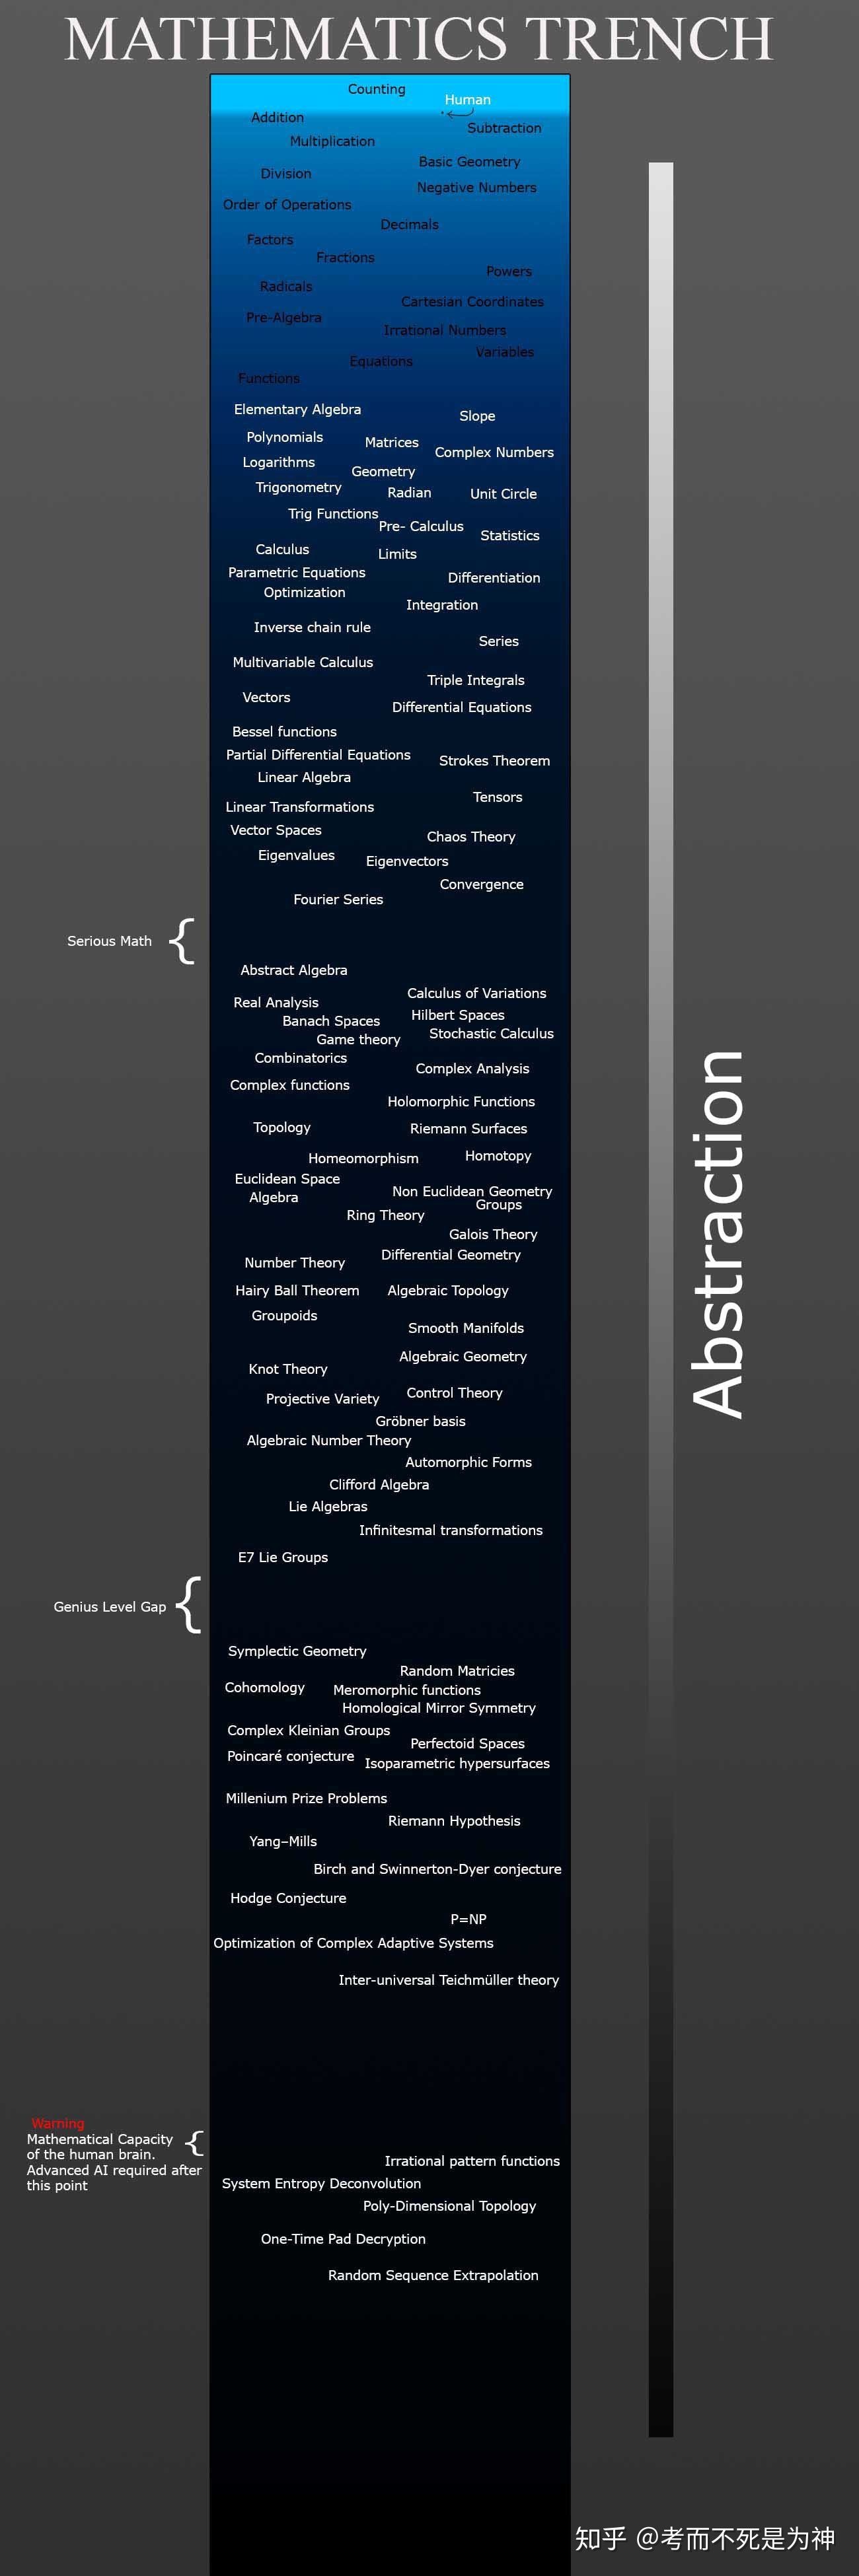 MATHEMATICS TRENCH
Counting
Human
Addition
Subtraction
Multiplication
Basic Geometry
Division
Negative Numbers
Order of Operations
Decimals
Factors
Fractions
Powers
Radicals
Cartesian Coordinates
Pre-Algebra
Irrational Numbers
Variables
Equations
Functions
Elementary Algebra
Slope
Polynomials
Matrices
Complex Numbers
Logarithms
Geometry
Trigonometry
Radian
Unit Circle
Trig Functions
Pre- Calculus
Statistics
Calculus
Limits
Parametric Equations
Differentiation
Optimization
Integration
Inverse chain rule
Series
Multivariable Calculus
Triple Integrals
Vectors
Differential Equations
Bessel functions
Partial Differential Equations
Strokes Theorem
Linear Algebra
Tensors
Linear Transformations
Vector Spaces
Chaos Theory
Eigenvalues
Eigenvectors
Convergence
Fourier Series
Serious Math {
Abstract Algebra
Calculus of Variations
Real Analysis
Hilbert Spaces
Banach Spaces
Stochastic Calculus
Game theory
Combinatorics
Complex Analysis
Complex functions
Holomorphic Functions
Topology
Riemann Surfaces
Homeomorphism
Homotopy
Euclidean Space
Non Euclidean Geometry
Algebra
Groups
Ring Theory
Galois Theory
Differential Geometry
Number Theory
Hairy Ball Theorem
Algebraic Topology
Groupoids
Smooth Manifolds
Algebraic Geometry
Knot Theory
Control Theory
Projective Variety
Gröbner basis
Algebraic Number Theory
Automorphic Forms
Clifford Algebra
Lie Algebras
Infinitesmal transformations
E7 Lie Groups
Genius Level Gap {
Symplectic Geometry
Random Matricies
Cohomology
Meromorphic functions
Homological Mirror Symmetry
Complex Kleinian Groups
Perfectoid Spaces
Poincaré conjecture
Isoparametric hypersurfaces
Millenium Prize Problems
Riemann Hypothesis
Yang–Mills
Birch and Swinnerton-Dyer conjecture
Hodge Conjecture
P=NP
Optimization of Complex Adaptive Systems
Inter-universal Teichmüller theory
Warning
Mathematical Capacity {
of the human brain.
Advanced AI required after
this point
Irrational pattern functions
System Entropy Deconvolution
Poly-Dimensional Topology
One-Time Pad Decryption
Random Sequence Extrapolation
Abstraction
知乎 @考而不死是为神